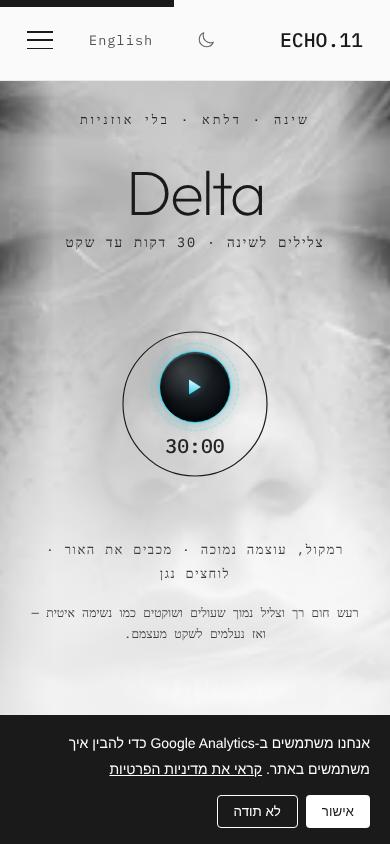 ECHO.11
English
שינה · דלתא · בלי אוזניות
Delta
צלילים לשינה · 30 דקות עד שקט
30:00
רמקול, עוצמה נמוכה · מכבים את האור ·
לוחצים נגן
רעש חום רך וצליל נמוך שעולים ושוקטים כמו נשימה איטית —
ואז נעלמים לשקט מעצמם.
אנחנו משתמשים ב-Google Analytics כדי להבין איך
משתמשים באתר. קראי את מדיניות הפרטיות
אישור
לא תודה